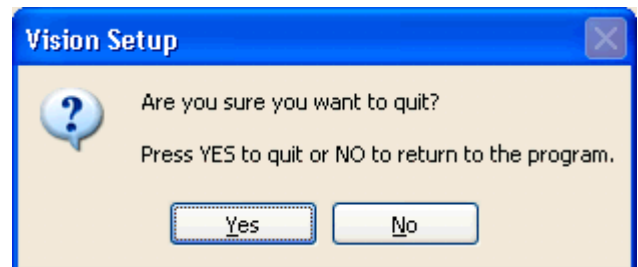 Vision Setup
Are you sure you want to quit?
Press YES to quit or NO to return to the program.
Yes No